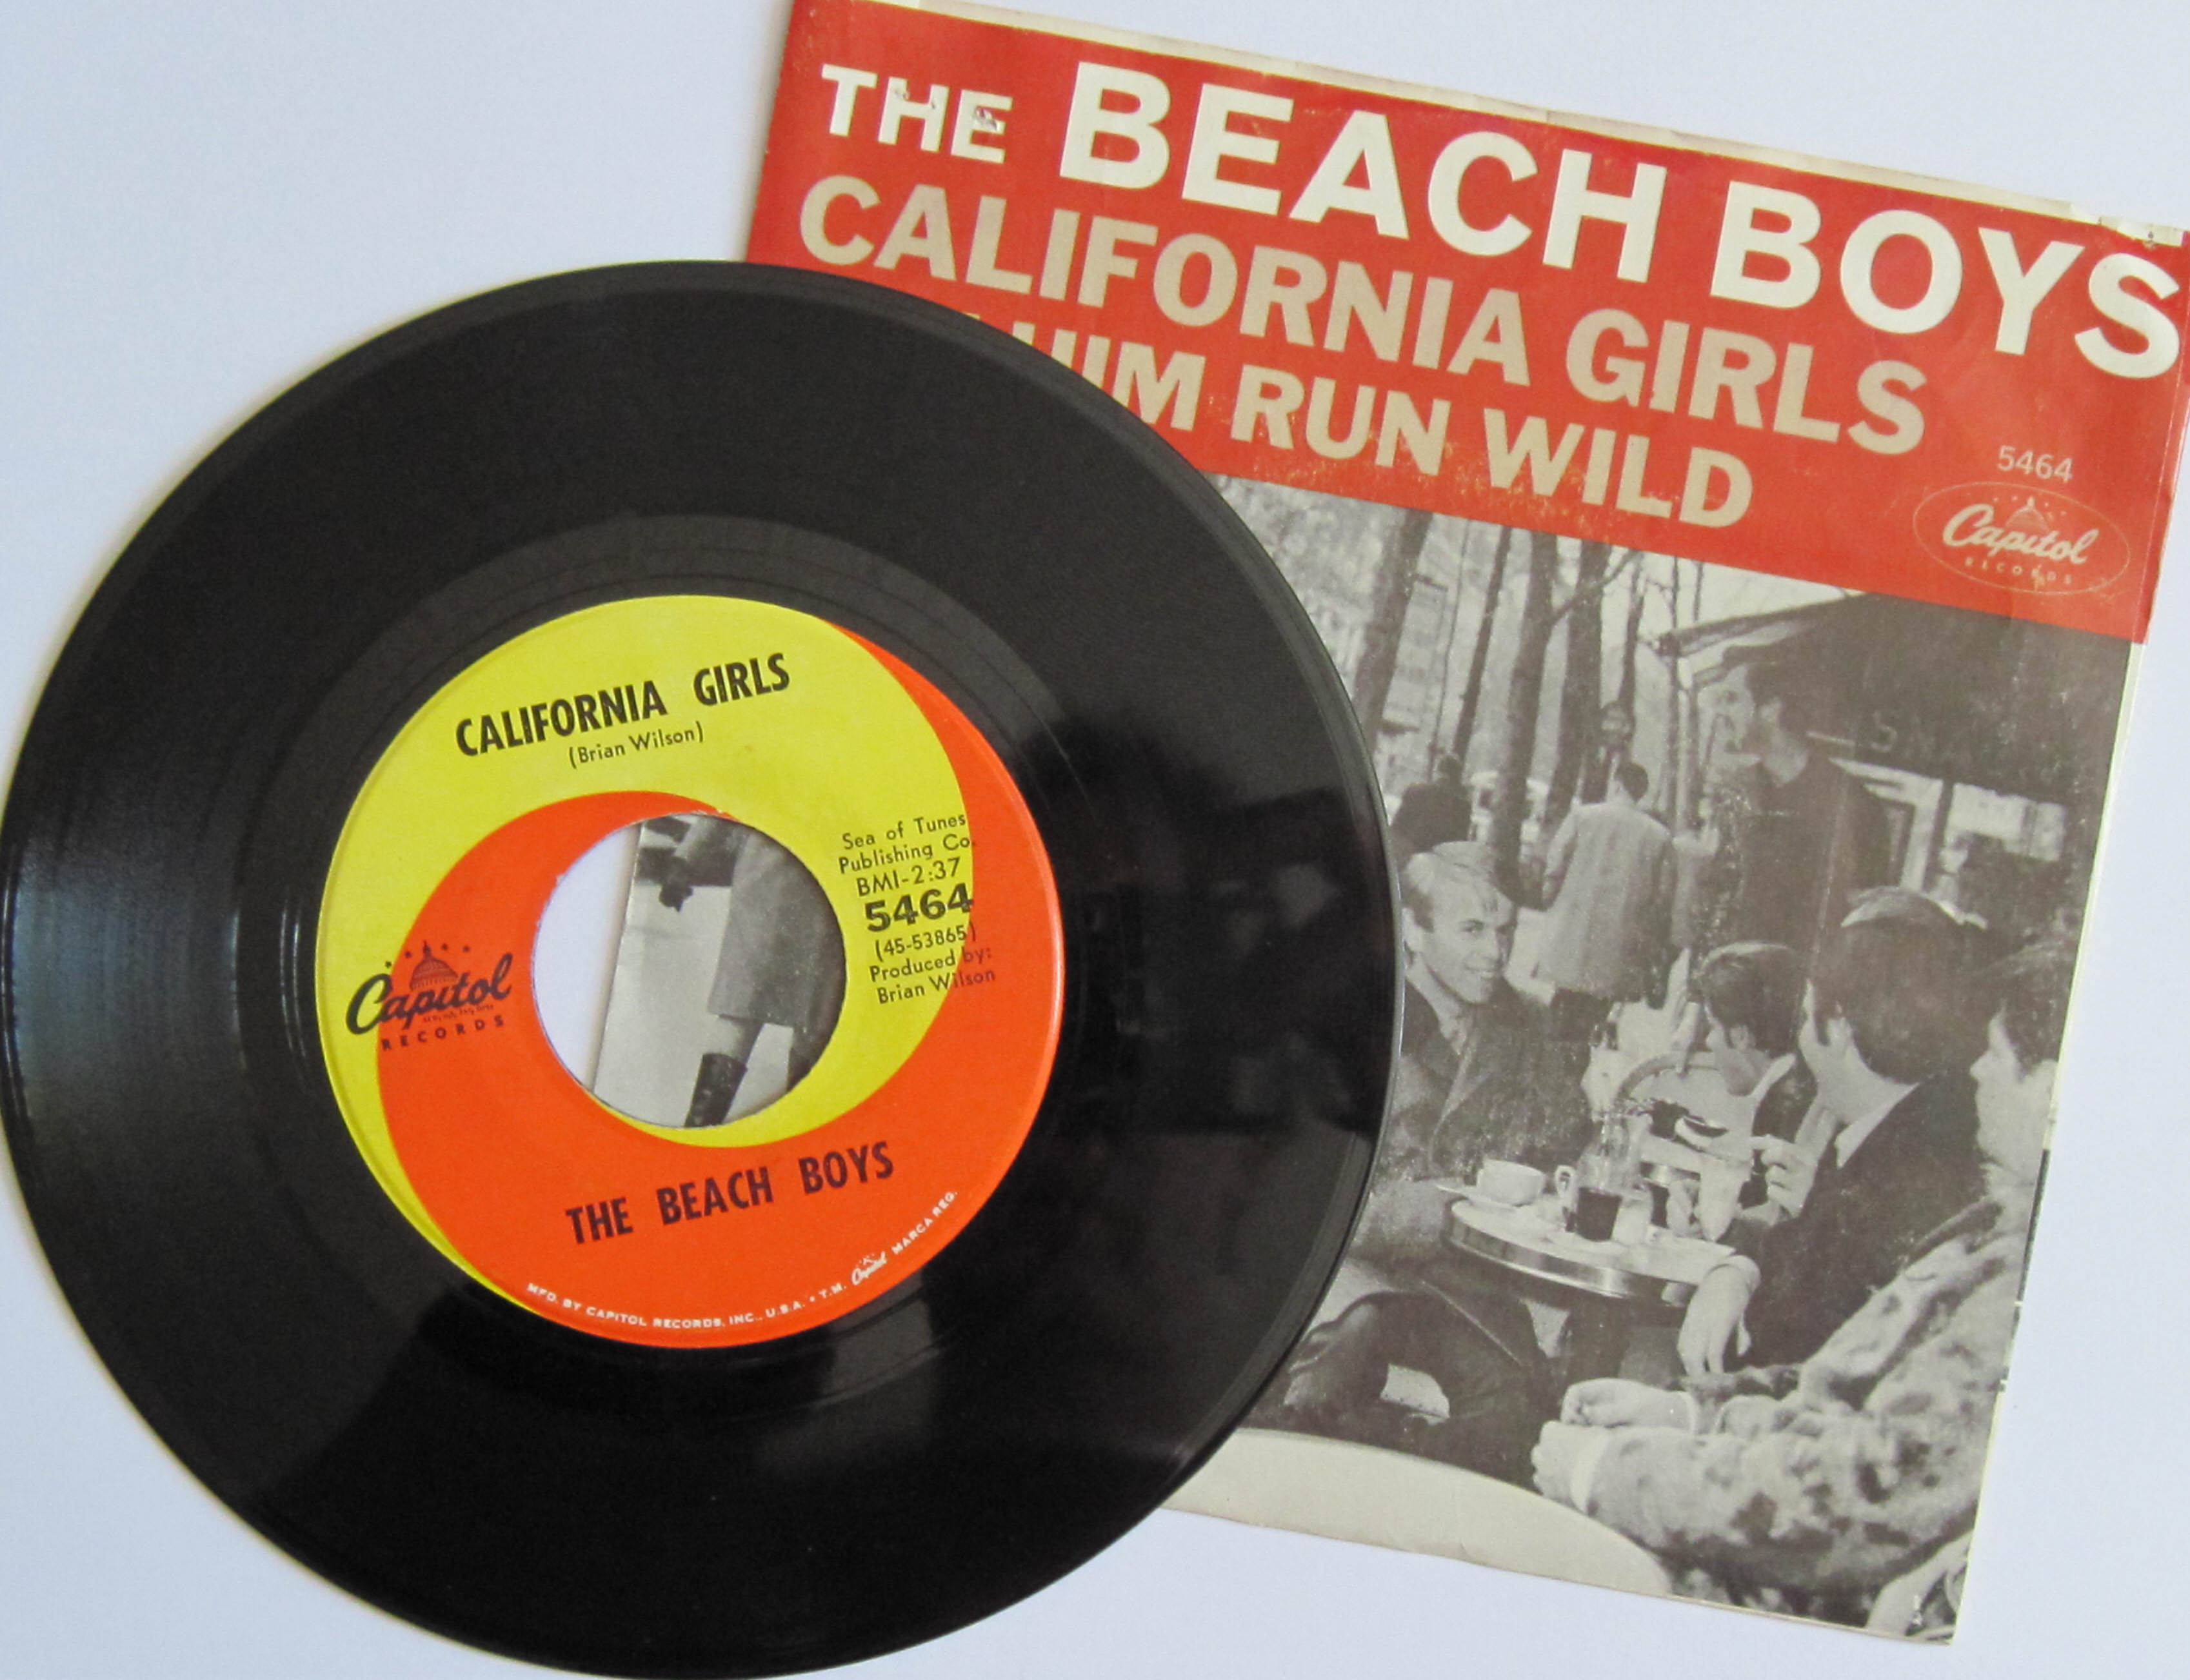 THE BEACH BOYS
CALIFORNIA GIRLS
HIM RUN WILD
5464
Capitol
RECORDS
CALIFORNIA GIRLS
(Brian Wilson)
Sea of Tunes
Publishing Co.
BMI-2:37
5464
(45-53865)
Produced by:
Brian Wilson
Capitol
RECORDS
THE BEACH BOYS
MFD. BY CAPITOL RECORDS, INC., U.S.A. • T.M. Capitol MARCA REG.